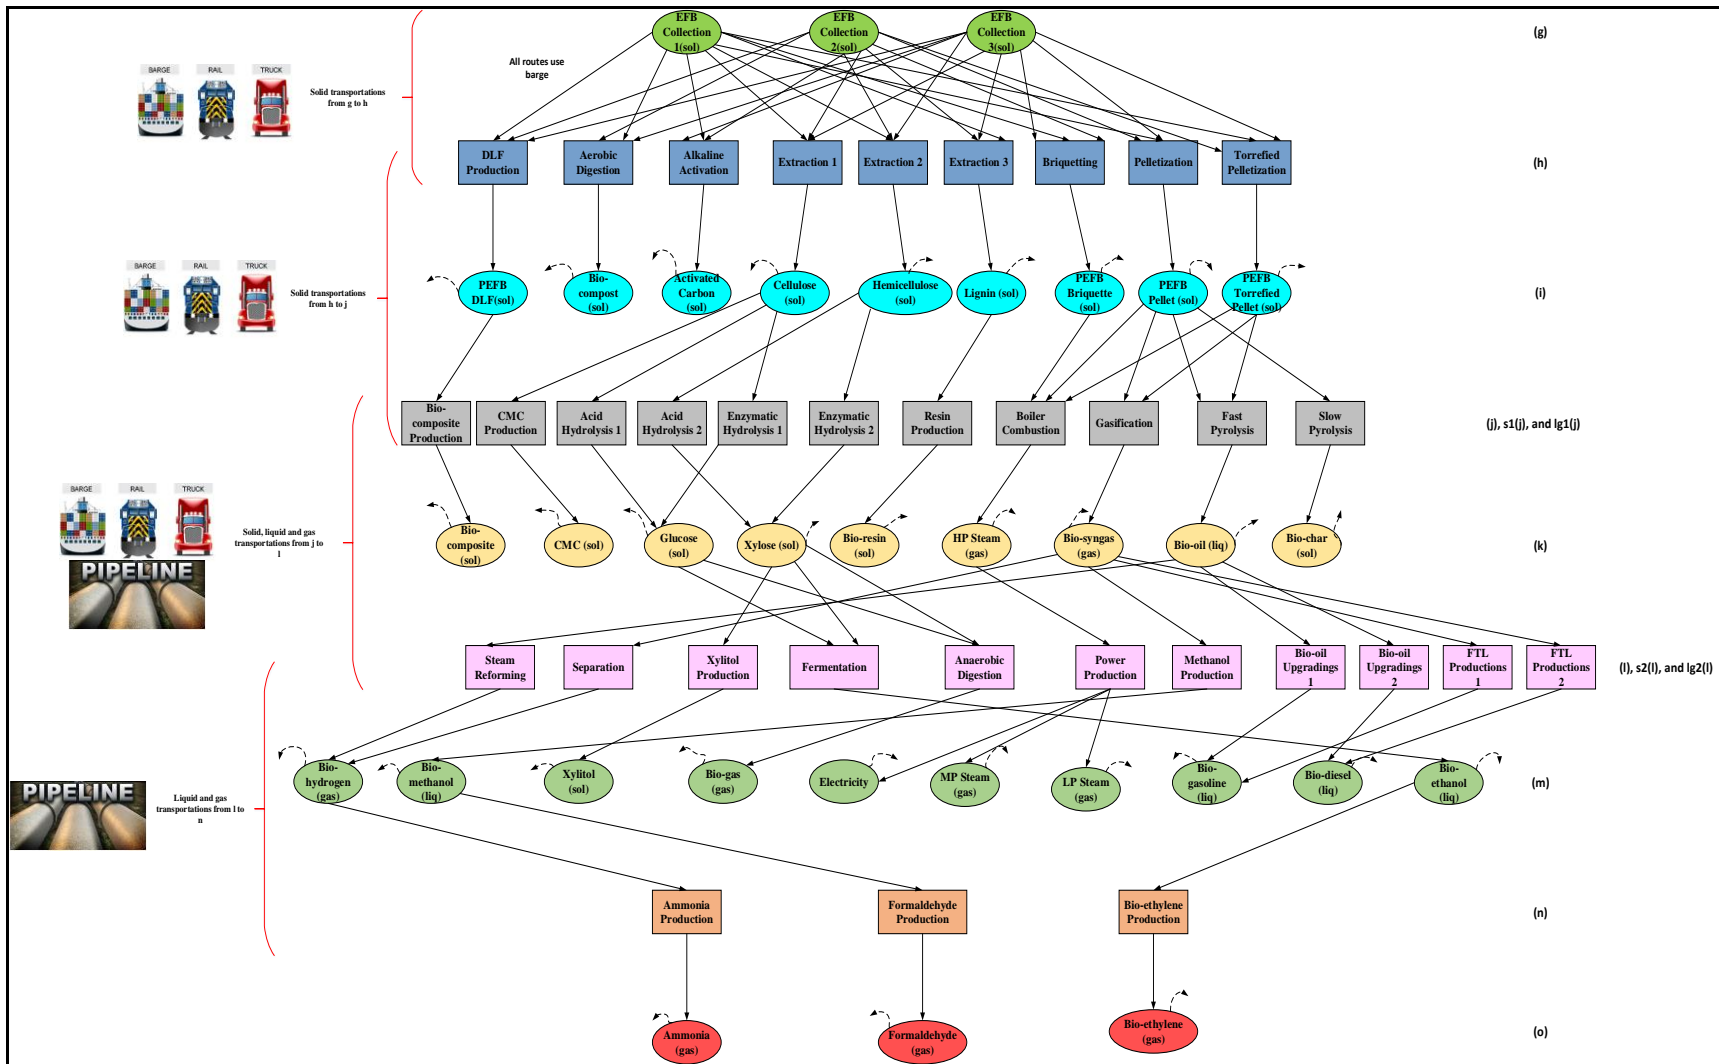 EFB
Collection
1(sol)
EFB
Collection
2(sol)
EFB
Collection
3(sol)
(g)
All routes use
barge
BARGE
RAIL
TRUCK
Solid transportations
from g to h
DLF
Production
Aerobic
Digestion
Alkaline
Activation
Extraction 1
Extraction 2
Extraction 3
Briquetting
Pelletization
Torrefied
Pelletization
(h)
BARGE
RAIL
TRUCK
Solid transportations
from h to j
PEFB
DLF(sol)
Bio-
compost
(sol)
Activated
Carbon (sol)
Cellulose
(sol)
Hemicellulose
(sol)
Lignin (sol)
PEFB
Briquette
(sol)
PEFB
Pellet (sol)
PEFB
Torrefied
Pellet (sol)
(i)
Bio-
composite
Production
CMC
Production
Acid
Hydrolysis 1
Acid
Hydrolysis 2
Enzymatic
Hydrolysis 1
Enzymatic
Hydrolysis 2
Resin
Production
Boiler
Combustion
Gasification
Fast
Pyrolysis
Slow
Pyrolysis
(j), s1(j), and lg1(j)
BARGE
RAIL
TRUCK
PIPELINE
Solid, liquid and gas
transportations from j to
l
Bio-
composite
(sol)
CMC (sol)
Glucose
(sol)
Xylose (sol)
Bio-resin
(sol)
HP Steam
(gas)
Bio-syngas
(gas)
Bio-oil (liq)
Bio-char
(sol)
(k)
Steam
Reforming
Separation
Xylitol
Production
Fermentation
Anaerobic
Digestion
Power
Production
Methanol
Production
Bio-oil
Upgradings
1
Bio-oil
Upgradings
2
FTL
Productions
1
FTL
Productions
2
(l), s2(l), and lg2(l)
PIPELINE
Liquid and gas
transportations from l to
n
Bio-
hydrogen
(gas)
Bio-
methanol
(liq)
Xylitol
(sol)
Bio-gas
(gas)
Electricity
MP Steam
(gas)
LP Steam
(gas)
Bio-
gasoline
(liq)
Bio-diesel
(liq)
Bio-
ethanol
(liq)
(m)
Ammonia
Production
Formaldehyde
Production
Bio-ethylene
Production
(n)
Ammonia
(gas)
Formaldehyde
(gas)
Bio-ethylene
(gas)
(o)